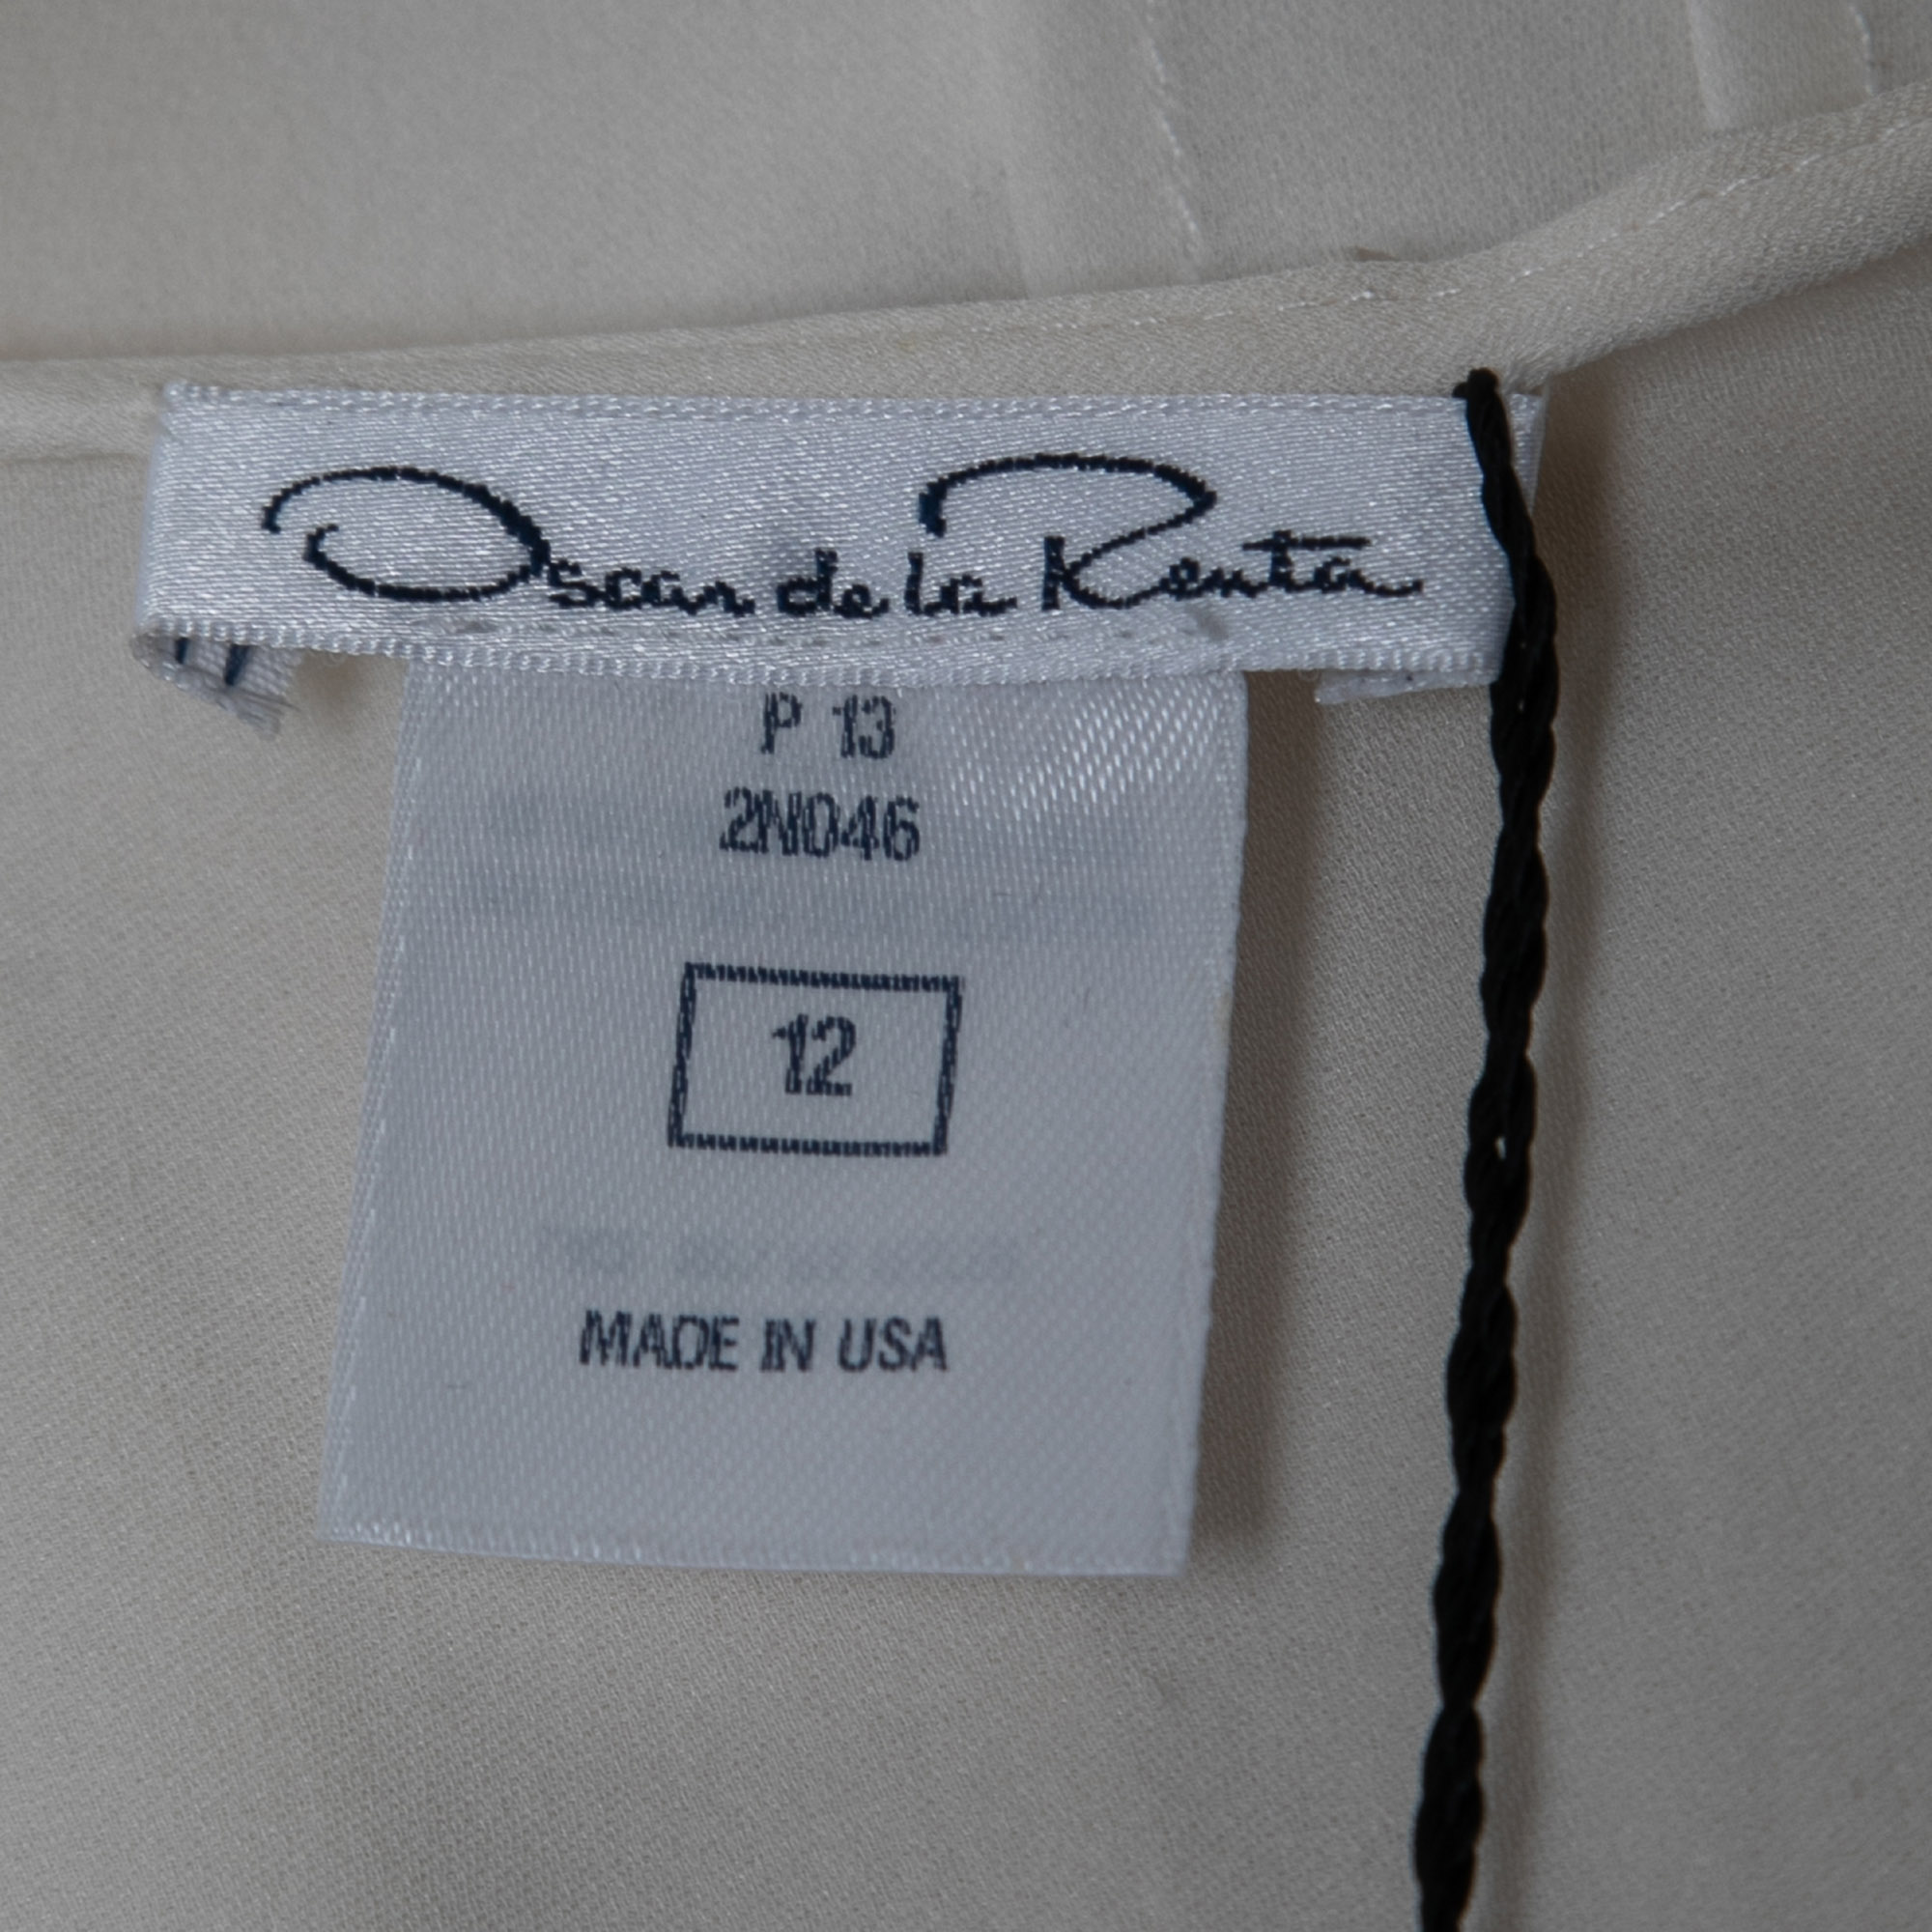 Oscar de la Renta
P 13
2N046
12
MADE IN USA